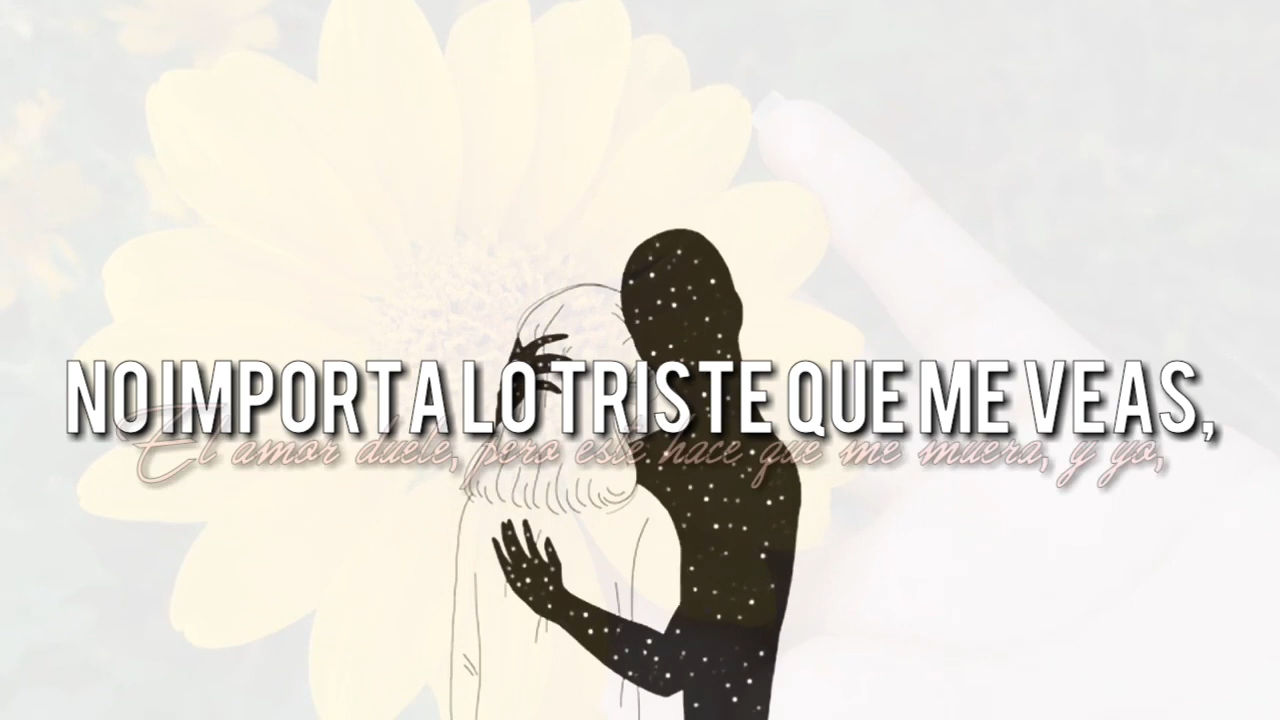 NO IMPORTA LO TRISTE QUE ME VEAS,
El amor duele, pero este hace que me muera, y yo,